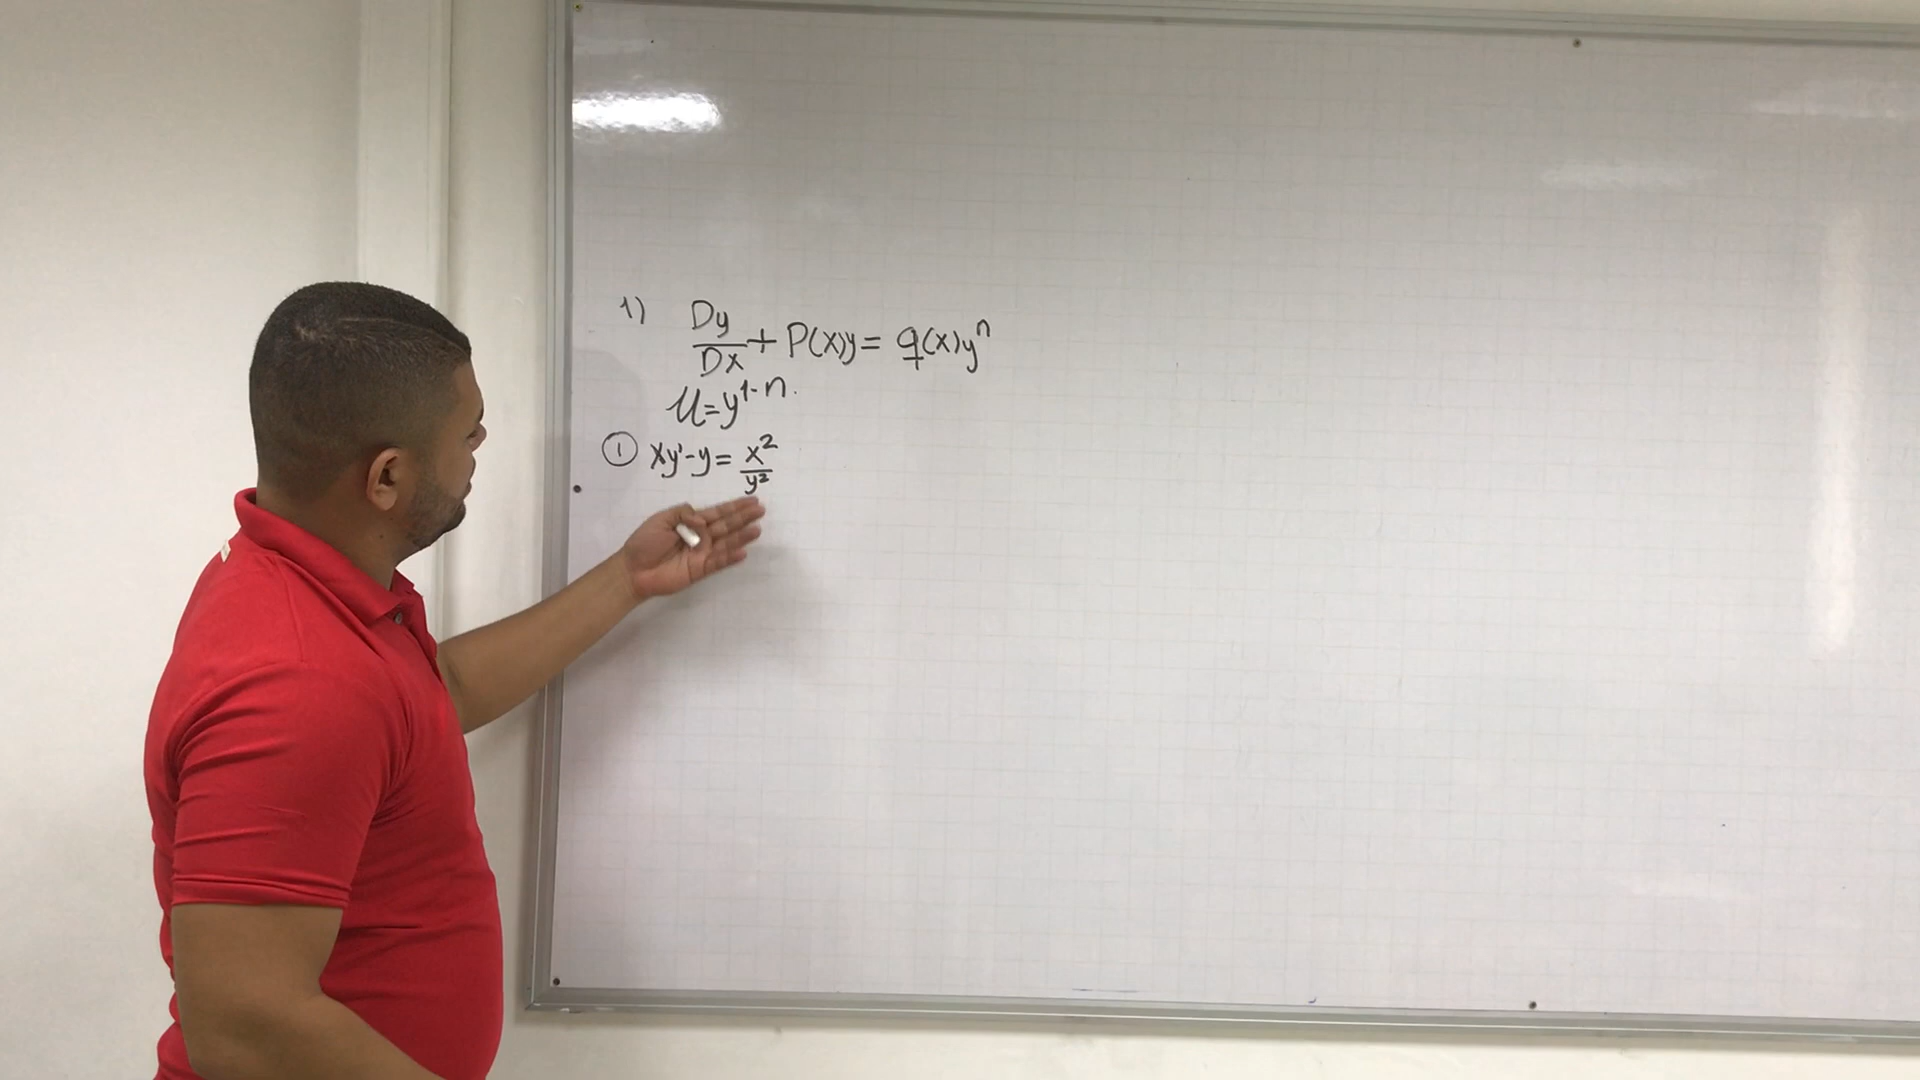 1) Dy/Dx + P(x)y = q(x)y^n
u = y^1-n.
① xy' - y = x^2/y^2